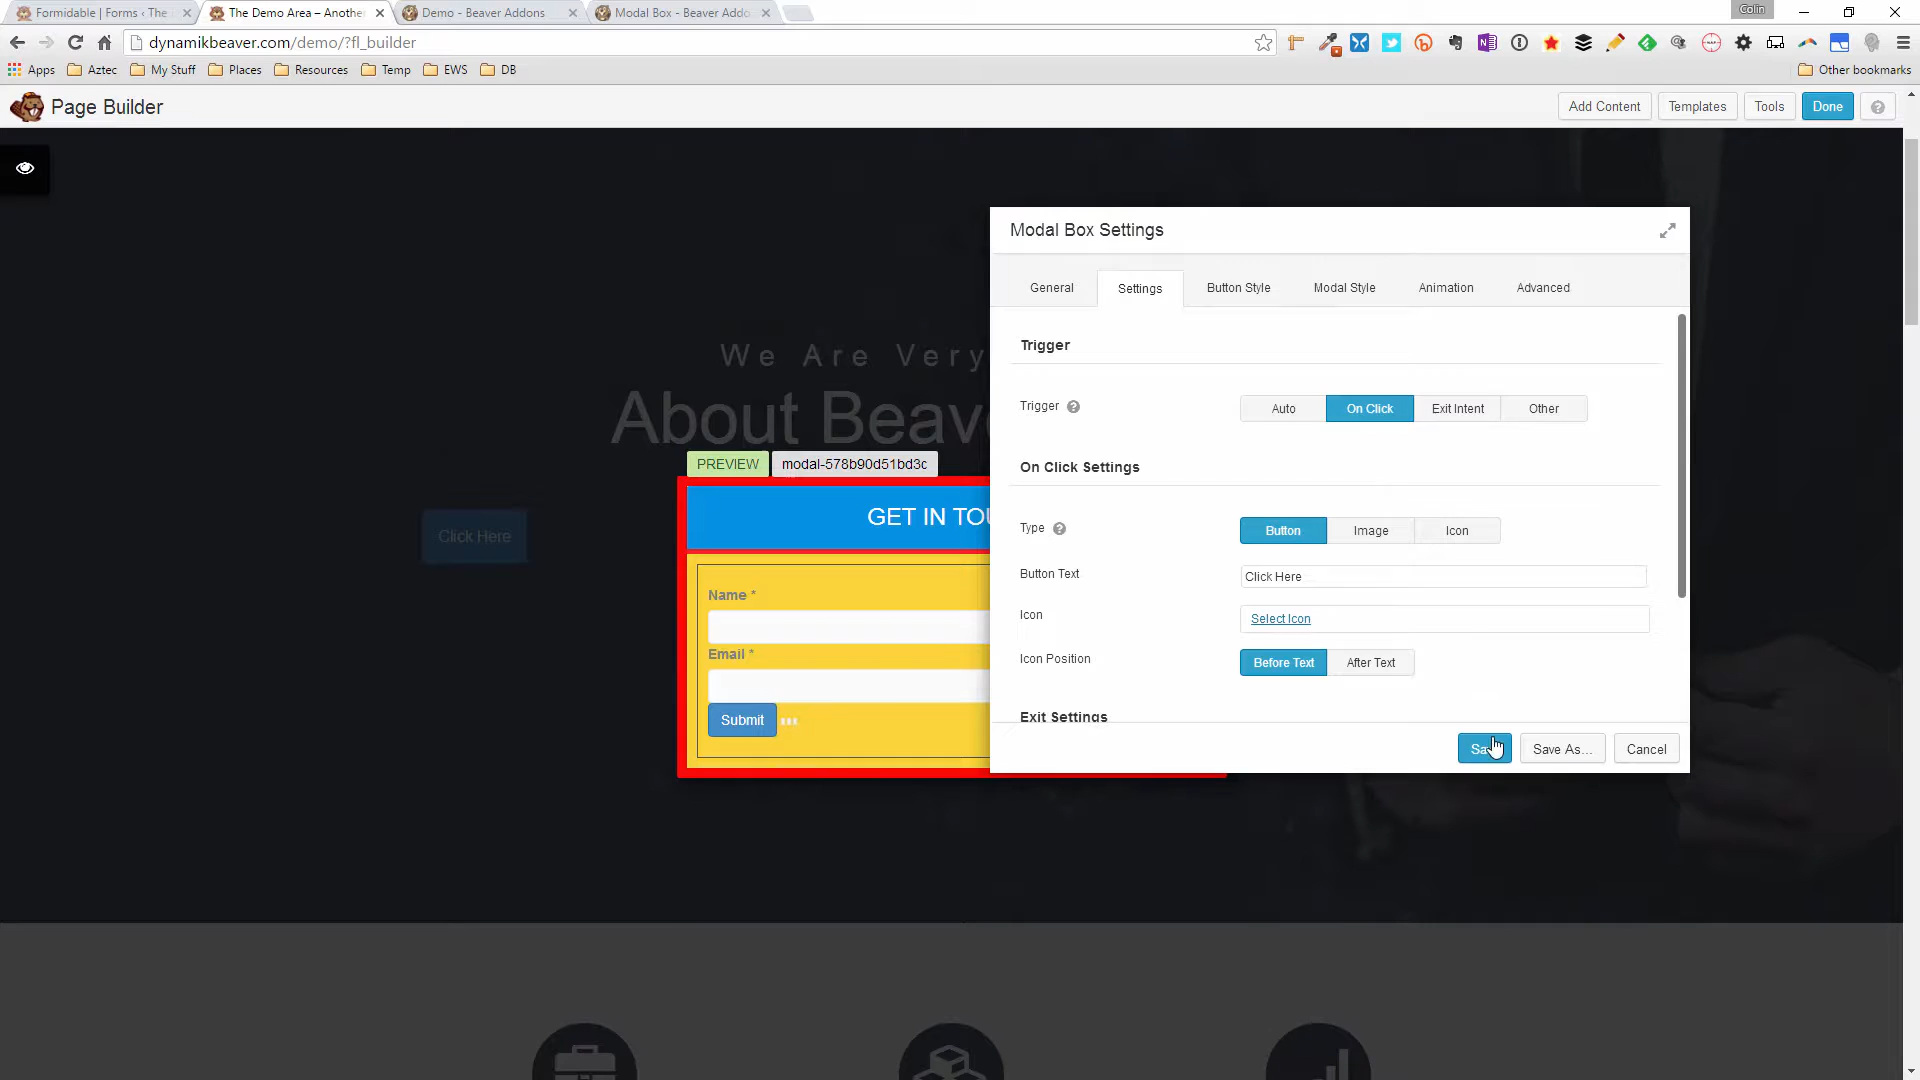 Formidable | Forms ‹ The
The Demo Area – Another
Demo - Beaver Addons
Modal Box - Beaver Addo
Colin
dynamikbeaver.com/demo/?fl_builder
Apps
Aztec
My Stuff
Places
Resources
Temp
EWS
DB
Other bookmarks
Page Builder
Add Content
Templates
Tools
Done
Modal Box Settings
General
Settings
Button Style
Modal Style
Animation
Advanced
Trigger
Trigger
Auto
On Click
Exit Intent
Other
On Click Settings
Type
Button
Image
Icon
Button Text
Click Here
Icon
Select Icon
Icon Position
Before Text
After Text
Exit Settings
Save As...
Cancel
We Are Very
About Beave
PREVIEW
modal-578b90d51bd3c
GET IN TOU
Click Here
Name *
Email *
Submit